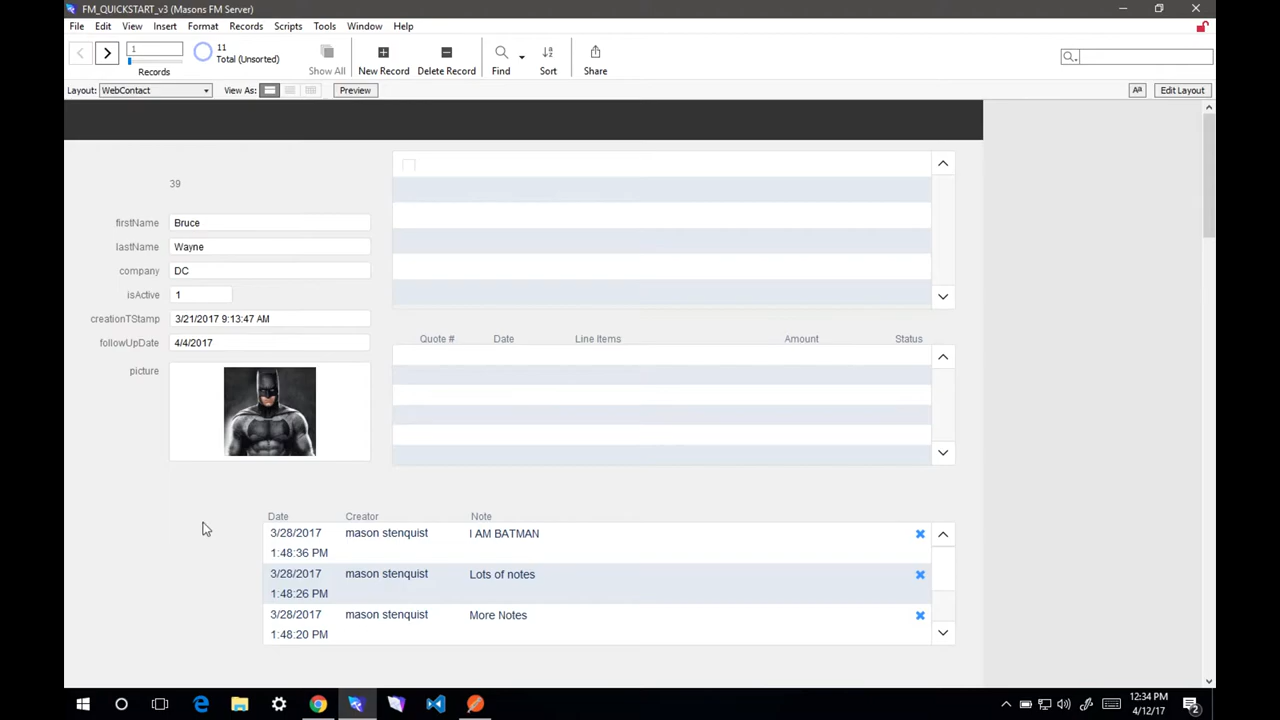 FM_QUICKSTART_v3 (Masons FM Server)
File Edit View Insert Format Records Scripts Tools Window Help
1
11
Total (Unsorted)
Records
Show All
New Record
Delete Record
Find
Sort
Share
Layout: WebContact View As: Preview Aa Edit Layout
39
firstName Bruce
lastName Wayne
company DC
isActive 1
creationTStamp 3/21/2017 9:13:47 AM
followUpDate 4/4/2017
picture
Quote # Date Line Items Amount Status
Date Creator Note
3/28/2017 mason stenquist I AM BATMAN
1:48:36 PM
3/28/2017 mason stenquist Lots of notes
1:48:26 PM
3/28/2017 mason stenquist More Notes
1:48:20 PM
12:34 PM
4/12/17
2